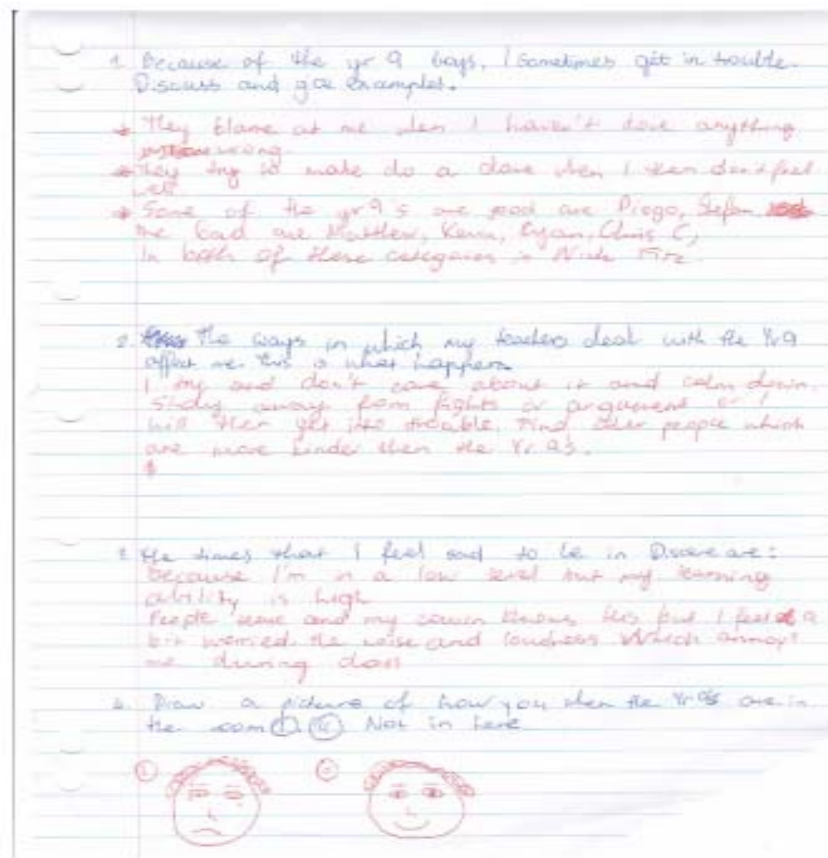 1 Because of the yr 9 boys, I sometimes get in trouble.
Discuss and give examples.
* They blame at me when I haven't done anything
wrong
* They try to make do a dare when I then don't feel
well
* Some of the yr 9's are good are Diego, Stefan
the bad are Matthew, Kevin, Ryan, Chris C,
In both of these categories is Nick Fitz
2. The ways in which my teachers deal with the Yr 9
affect me. This is what happens
I try and don't care about it and calm down.
Stay away from fights or argument or I
will then get into trouble. Find other people which
are more kinder then the Yr 9's.
3 The times that I feel sad to be in are:
because I'm in a low level but my learning
ability is high
People and my cousin knows this but I feel a
bit worried. the noise and loudness which annoys
me during class
4. Draw a picture of how you when the Yr 9s are in
the room ① ② Not in here
① ②